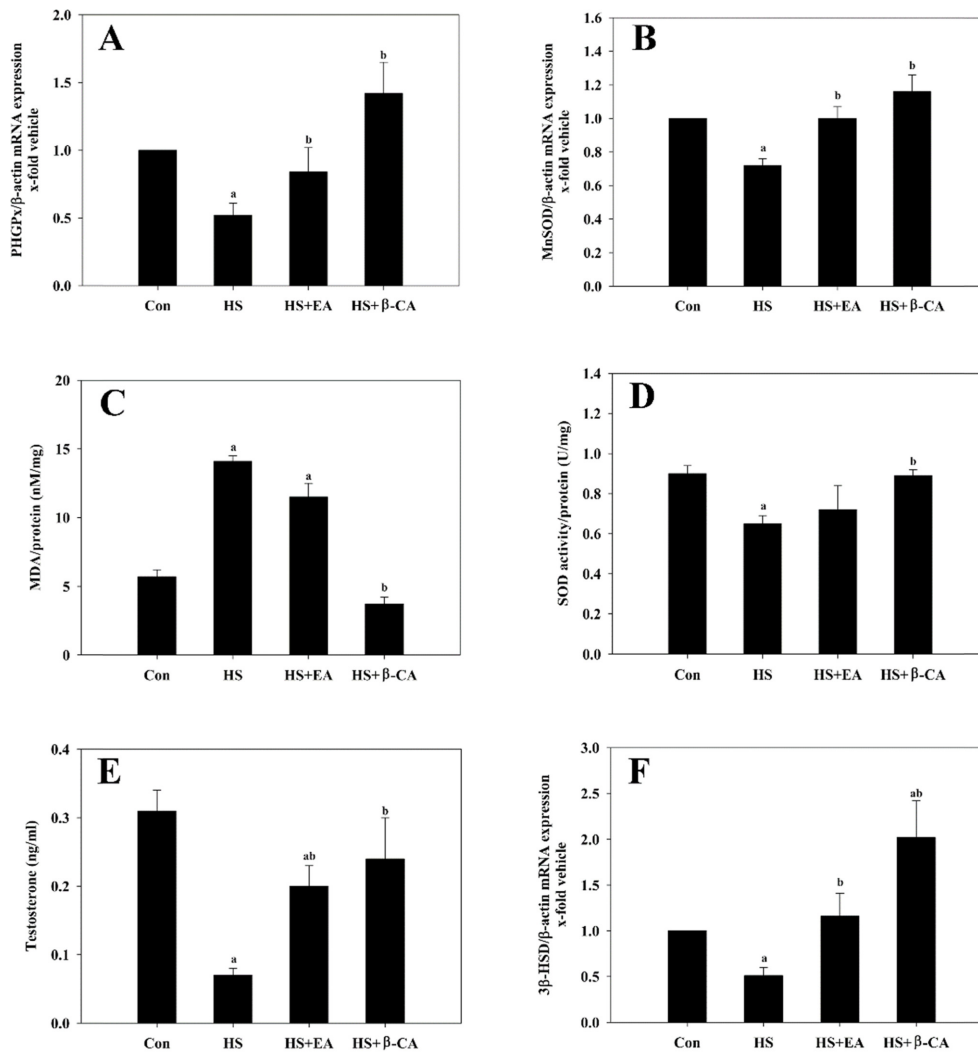 A
PHGPx/β-actin mRNA expression
x-fold vehicle
2.0
1.5
1.0
0.5
0.0
a
b
b
Con HS HS+EA HS+β-CA
B
MnSOD/β-actin mRNA expression
x-fold vehicle
1.6
1.4
1.2
1.0
0.8
0.6
0.4
0.2
0.0
a
b
b
Con HS HS+EA HS+β-CA
C
MDA/protein (nM/mg)
20
15
10
5
0
a
a
b
Con HS HS+EA HS+β-CA
D
SOD activity/protein (U/mg)
1.4
1.2
1.0
0.8
0.6
0.4
0.2
0.0
a
b
Con HS HS+EA HS+β-CA
E
Testosterone (ng/ml)
0.4
0.3
0.2
0.1
0.0
a
ab
b
Con HS HS+EA HS+β-CA
F
3β-HSD/β-actin mRNA expression
x-fold vehicle
3.0
2.5
2.0
1.5
1.0
0.5
0.0
a
b
ab
Con HS HS+EA HS+β-CA